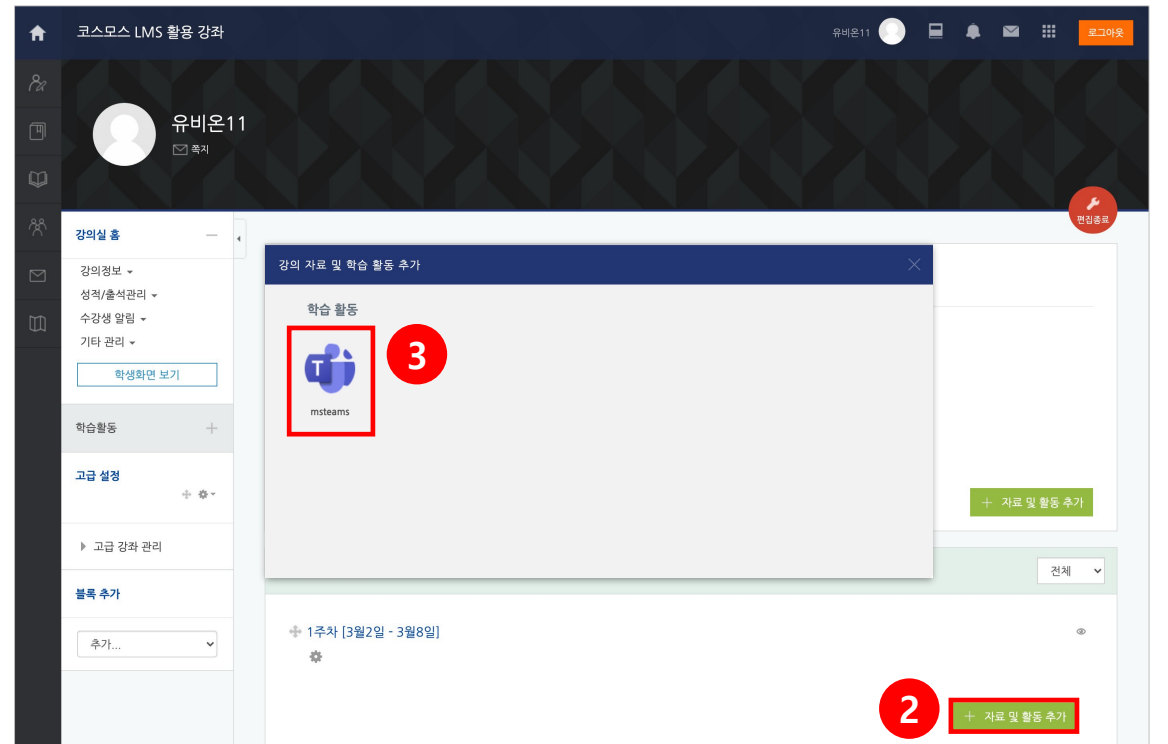 코스모스 LMS 활용 강좌
유비온11
로그아웃
유비온11
쪽지
편집종료
강의실 홈
강의정보
성적/출석관리
수강생 알림
기타 관리
학생화면 보기
학습활동
고급 설정
고급 강좌 관리
블록 추가
추가...
강의 자료 및 학습 활동 추가
학습 활동
T
msteams
3
+ 자료 및 활동 추가
전체
1주차 [3월2일 - 3월8일]
2
+ 자료 및 활동 추가